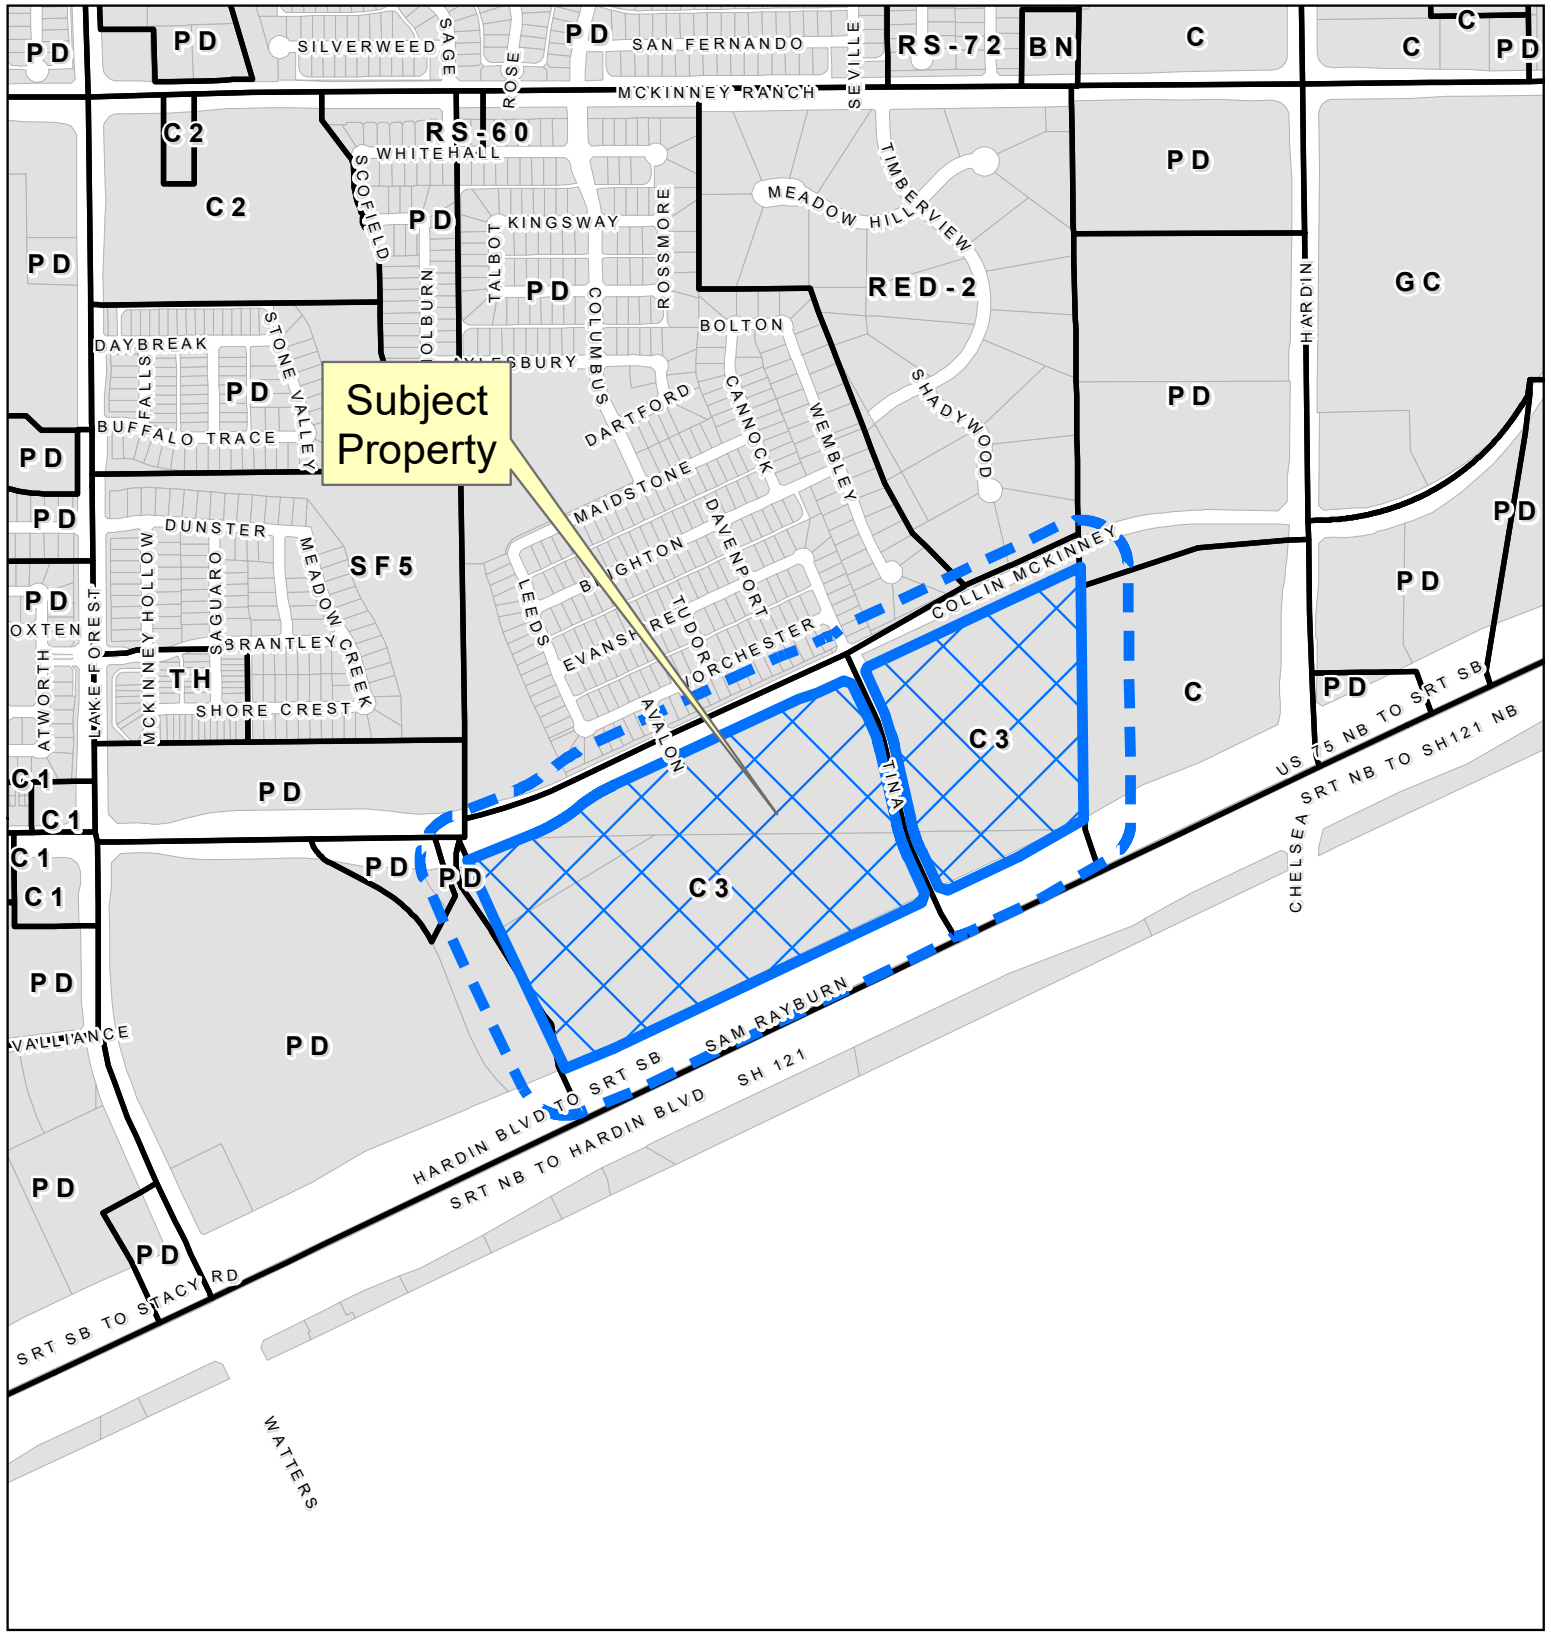 PD
PD
SILVERWEED
SAGE
ROSE
PD
SAN FERNANDO
SEVILLE
RS-72
BN
C
C
C
PD
MCKINNEY RANCH
C2
RS-60
WHITEHALL
SCOFIELD
C2
PD
KINGSWAY
TALBOT
ROSSMORE
TIMBERVIEW
MEADOW HILL
PD
PD
PD
COLUMBUS
RED-2
HARDIN
GC
DAYBREAK
STONE VALLEY
FALLS
PD
BUFFALO TRACE
BOLTON
DARTFORD
CANNOCK
WEMBLEY
SHADYWOOD
PD
Subject
Property
PD
PD
DUNSTER
MAIDSTONE
DAVENPORT
PD
SF5
MCKINNEY HOLLOW
SAGUARO
MEADOW CREEK
LEEDS
COLLIN MCKINNEY
PD
PD
OXTEN
LAKE FOREST
BRANTLEY
TUDOR
TH
ATWORTH
SHORE CREST
AVALON
C3
C
PD
US 75 NB TO SRT SB
SRT NB TO SH121 NB
C1
PD
C1
TINA
C1
PD
PD
C3
C1
CHELSEA
PD
VALLIANCE
PD
SAM RAYBURN
HARDIN BLVD TO SRT SB
SH 121
SRT NB TO HARDIN BLVD
PD
PD
SRT SB TO STACY RD
WATTERS